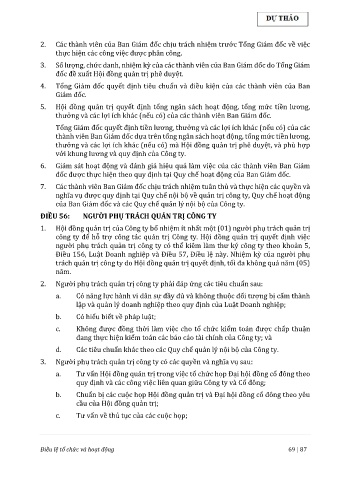 DỰ THẢO
2. Các thành viên của Ban Giám đốc chịu trách nhiệm trước Tổng Giám đốc về việc
thực hiện các công việc được phân công.
3. Số lượng, chức danh, nhiệm kỳ của các thành viên của Ban Giám đốc do Tổng Giám
đốc đề xuất Hội đồng quản trị phê duyệt.
4. Tổng Giám đốc quyết định tiêu chuẩn và điều kiện của các thành viên của Ban
Giám đốc.
5. Hội đồng quản trị quyết định tổng ngân sách hoạt động, tổng mức tiền lương,
thưởng và các lợi ích khác (nếu có) của các thành viên Ban Giám đốc.
Tổng Giám đốc quyết định tiền lương, thưởng và các lợi ích khác (nếu có) của các
thành viên Ban Giám đốc dựa trên tổng ngân sách hoạt động, tổng mức tiền lương,
thưởng và các lợi ích khác (nếu có) mà Hội đồng quản trị phê duyệt, và phù hợp
với khung lương và quy định của Công ty.
6. Giám sát hoạt động và đánh giá hiệu quả làm việc của các thành viên Ban Giám
đốc được thực hiện theo quy định tại Quy chế hoạt động của Ban Giám đốc.
7. Các thành viên Ban Giám đốc chịu trách nhiệm tuân thủ và thực hiện các quyền và
nghĩa vụ được quy định tại Quy chế nội bộ về quản trị công ty, Quy chế hoạt động
của Ban Giám đốc và các Quy chế quản lý nội bộ của Công ty.
ĐIỀU 56: NGƯỜI PHỤ TRÁCH QUẢN TRỊ CÔNG TY
1. Hội đồng quản trị của Công ty bổ nhiệm ít nhất một (01) người phụ trách quản trị
công ty để hỗ trợ công tác quản trị Công ty. Hội đồng quản trị quyết định việc
người phụ trách quản trị công ty có thể kiêm làm thư ký công ty theo khoản 5,
Điều 156, Luật Doanh nghiệp và Điều 57, Điều lệ này. Nhiệm kỳ của người phụ
trách quản trị công ty do Hội đồng quản trị quyết định, tối đa không quá năm (05)
năm.
2. Người phụ trách quản trị công ty phải đáp ứng các tiêu chuẩn sau:
a. Có năng lực hành vi dân sự đầy đủ và không thuộc đối tượng bị cấm thành
lập và quản lý doanh nghiệp theo quy định của Luật Doanh nghiệp;
b. Có hiểu biết về pháp luật;
c. Không được đồng thời làm việc cho tổ chức kiểm toán được chấp thuận
đang thực hiện kiểm toán các báo cáo tài chính của Công ty; và
d. Các tiêu chuẩn khác theo các Quy chế quản lý nội bộ của Công ty.
3. Người phụ trách quản trị công ty có các quyền và nghĩa vụ sau:
a. Tư vấn Hội đồng quản trị trong việc tổ chức họp Đại hội đồng cổ đông theo
quy định và các công việc liên quan giữa Công ty và Cổ đông;
b. Chuẩn bị các cuộc họp Hội đồng quản trị và Đại hội đồng cổ đông theo yêu
cầu của Hội đồng quản trị;
c. Tư vấn về thủ tục của các cuộc họp;
Điều lệ tổ chức và hoạt động 69 | 87